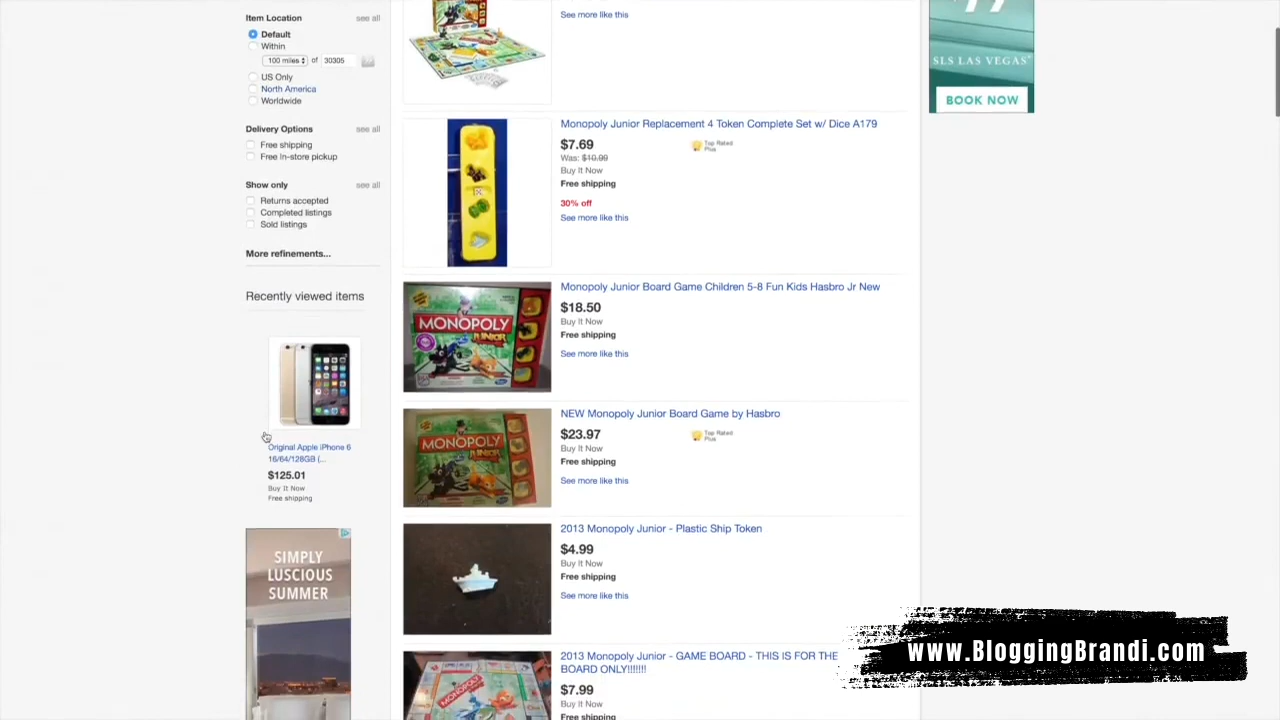 Item Location see all
Default
Within
100 miles of 30305
US Only
North America
Worldwide
Delivery Options see all
Free shipping
Free In-store pickup
Show only see all
Returns accepted
Completed listings
Sold listings
More refinements...
Recently viewed items
Original Apple iPhone 6
16/64/128GB (...
$125.01
Buy It Now
Free shipping
SIMPLY
LUSCIOUS
SUMMER
See more like this
Monopoly Junior Replacement 4 Token Complete Set w/ Dice A179
$7.69
Top Rated
Plus
Was: $10.99
Buy It Now
Free shipping
30% off
See more like this
MONOPOLY
JUNIOR
Monopoly Junior Board Game Children 5-8 Fun Kids Hasbro Jr New
$18.50
Buy It Now
Free shipping
See more like this
MONOPOLY
JUNIOR
NEW Monopoly Junior Board Game by Hasbro
$23.97
Top Rated
Plus
Buy It Now
Free shipping
See more like this
2013 Monopoly Junior - Plastic Ship Token
$4.99
Buy It Now
Free shipping
See more like this
MONOPOLY
2013 Monopoly Junior - GAME BOARD - THIS IS FOR THE
BOARD ONLY!!!!!!!
$7.99
Buy It Now
Free shipping
SLS LAS VEGAS
BOOK NOW
www.BloggingBrandi.com